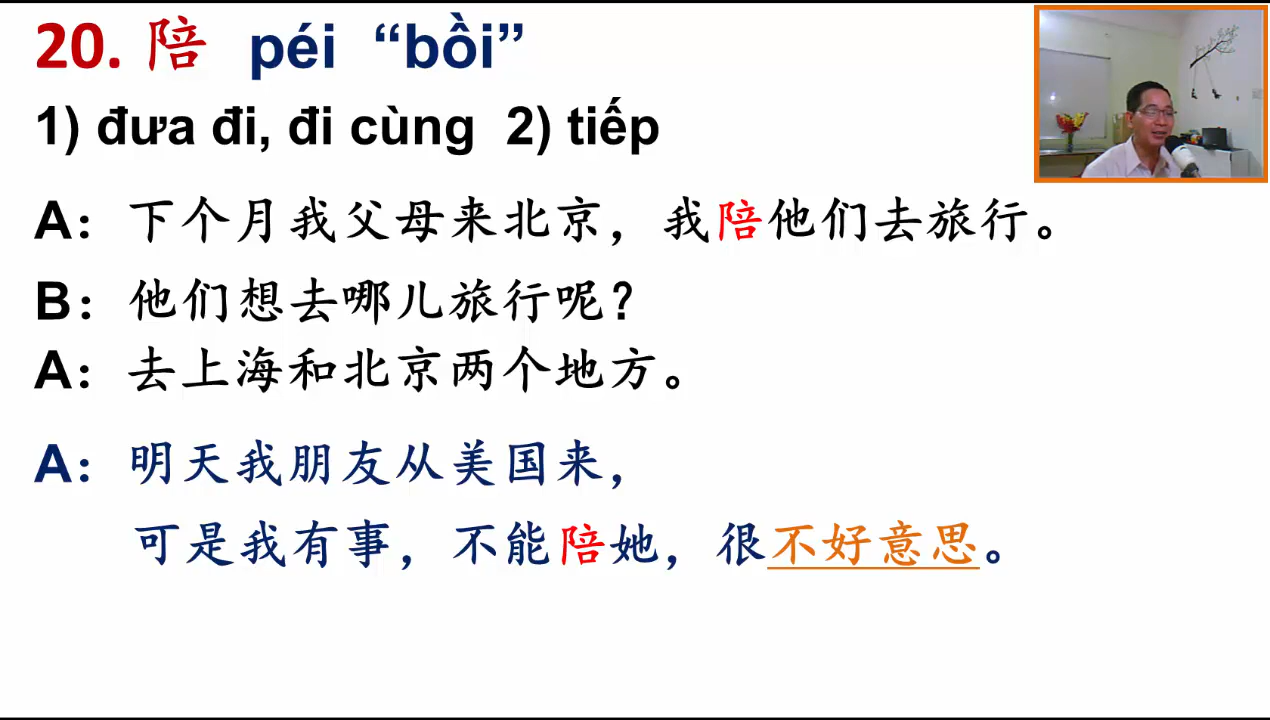 20. 陪 péi “bồi”
1) đưa đi, đi cùng 2) tiếp
A：下个月我父母来北京，我陪他们去旅行。
B：他们想去哪儿旅行呢？
A：去上海和北京两个地方。
A：明天我朋友从美国来，
可是我有事，不能陪她，很不好意思。